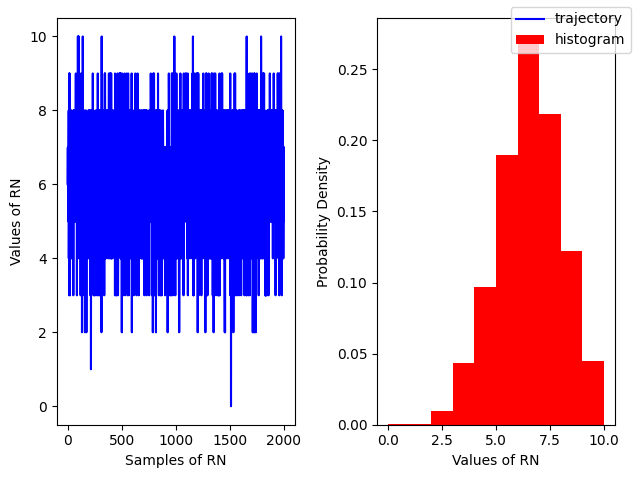 trajectory
histogram
10
8
6
4
2
0
Values of RN
0 500 1000 1500 2000
Samples of RN
0.25
0.20
0.15
0.10
0.05
0.00
Probability Density
0.0 2.5 5.0 7.5 10.0
Values of RN